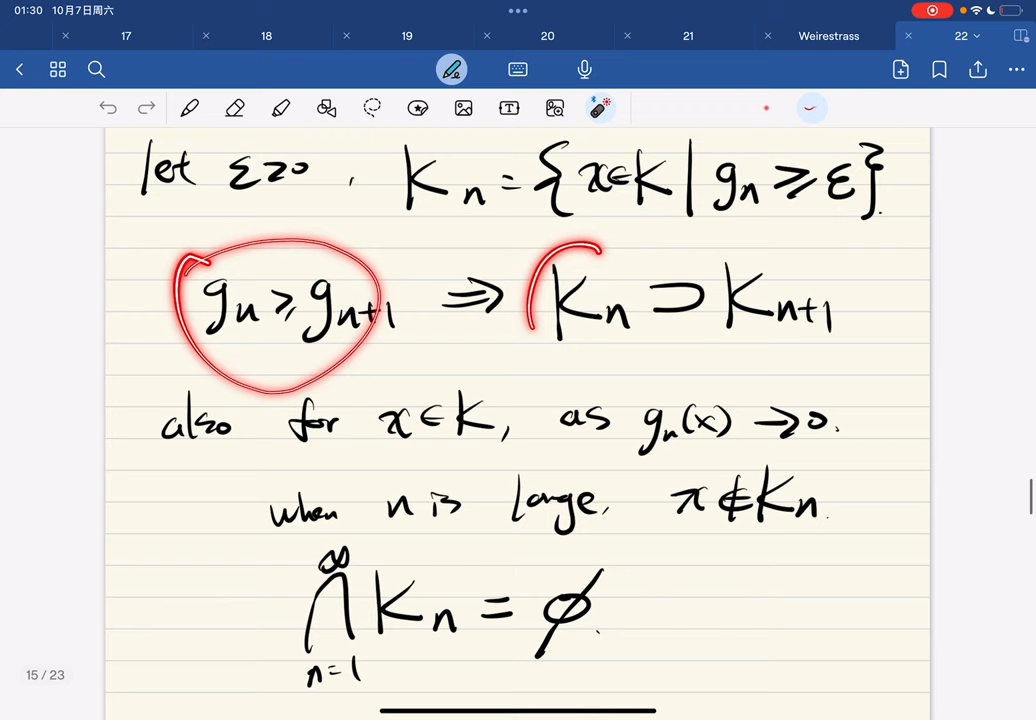 01:30 10月7日周六
17 18 19 20 21 Weirestrass 22
let ε>0, Kn = {x∈K | gn ≥ ε}.
gn ≥ gn+1 ⇒ Kn ⊃ Kn+1
also for x∈K, as gn(x) → 0.
when n is large, x ∉ Kn.
∞
∩ Kn = ∅.
n=1
15 / 23